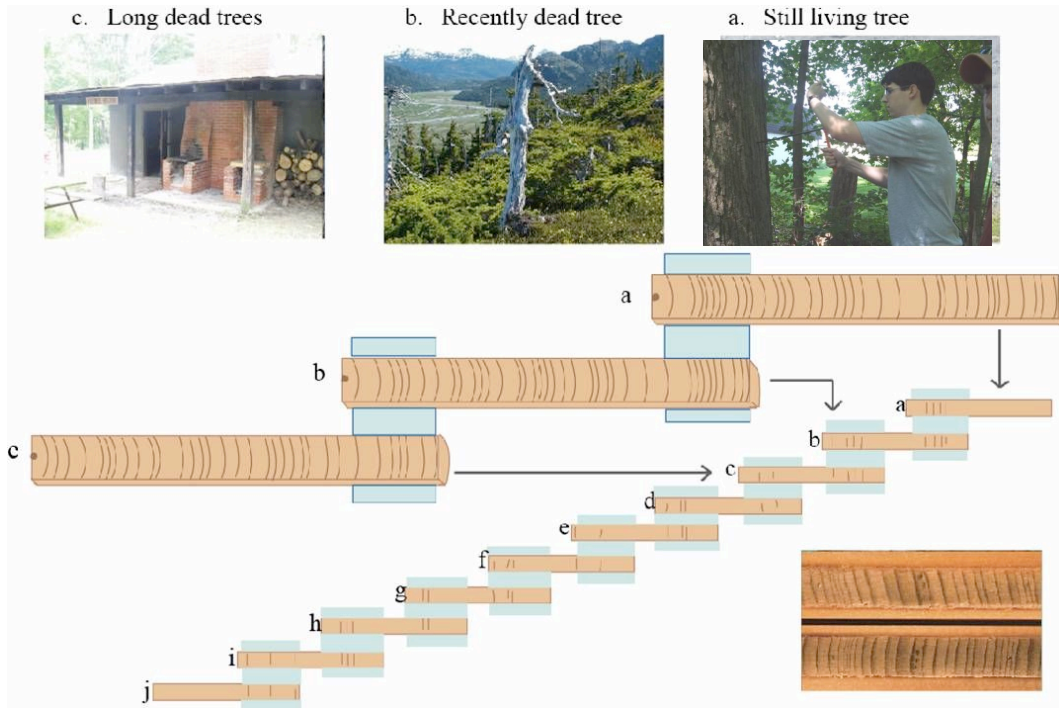 c. Long dead trees
b. Recently dead tree
a. Still living tree
a
b
c
a
b
c
d
e
f
g
h
i
j